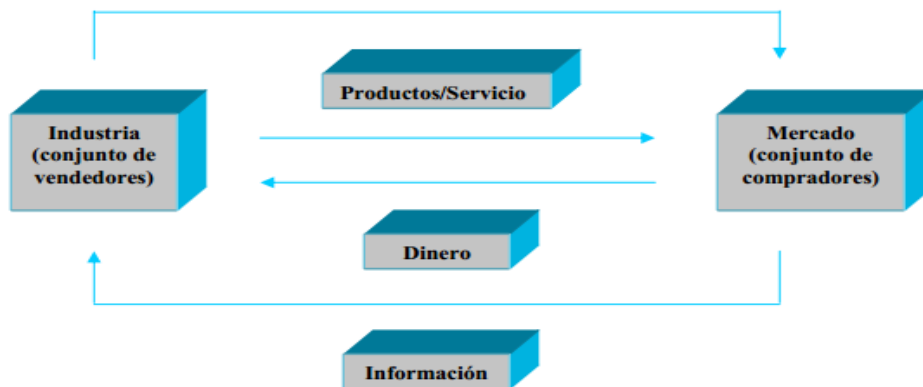 Productos/Servicio
Industria
(conjunto de
vendedores)
Mercado
(conjunto de
compradores)
Dinero
Información